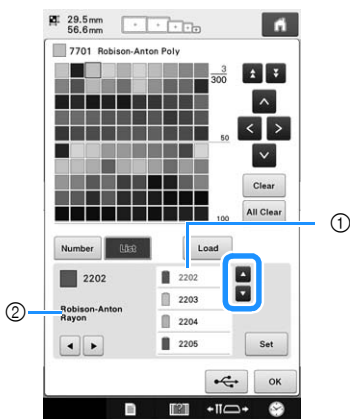 29.5mm
56.6mm
7701 Robison-Anton Poly
3
300
50
100
Clear
All Clear
Number
List
Load
①
2202
2202
2203
②
Robison-Anton
Rayon
2204
2205
Set
OK